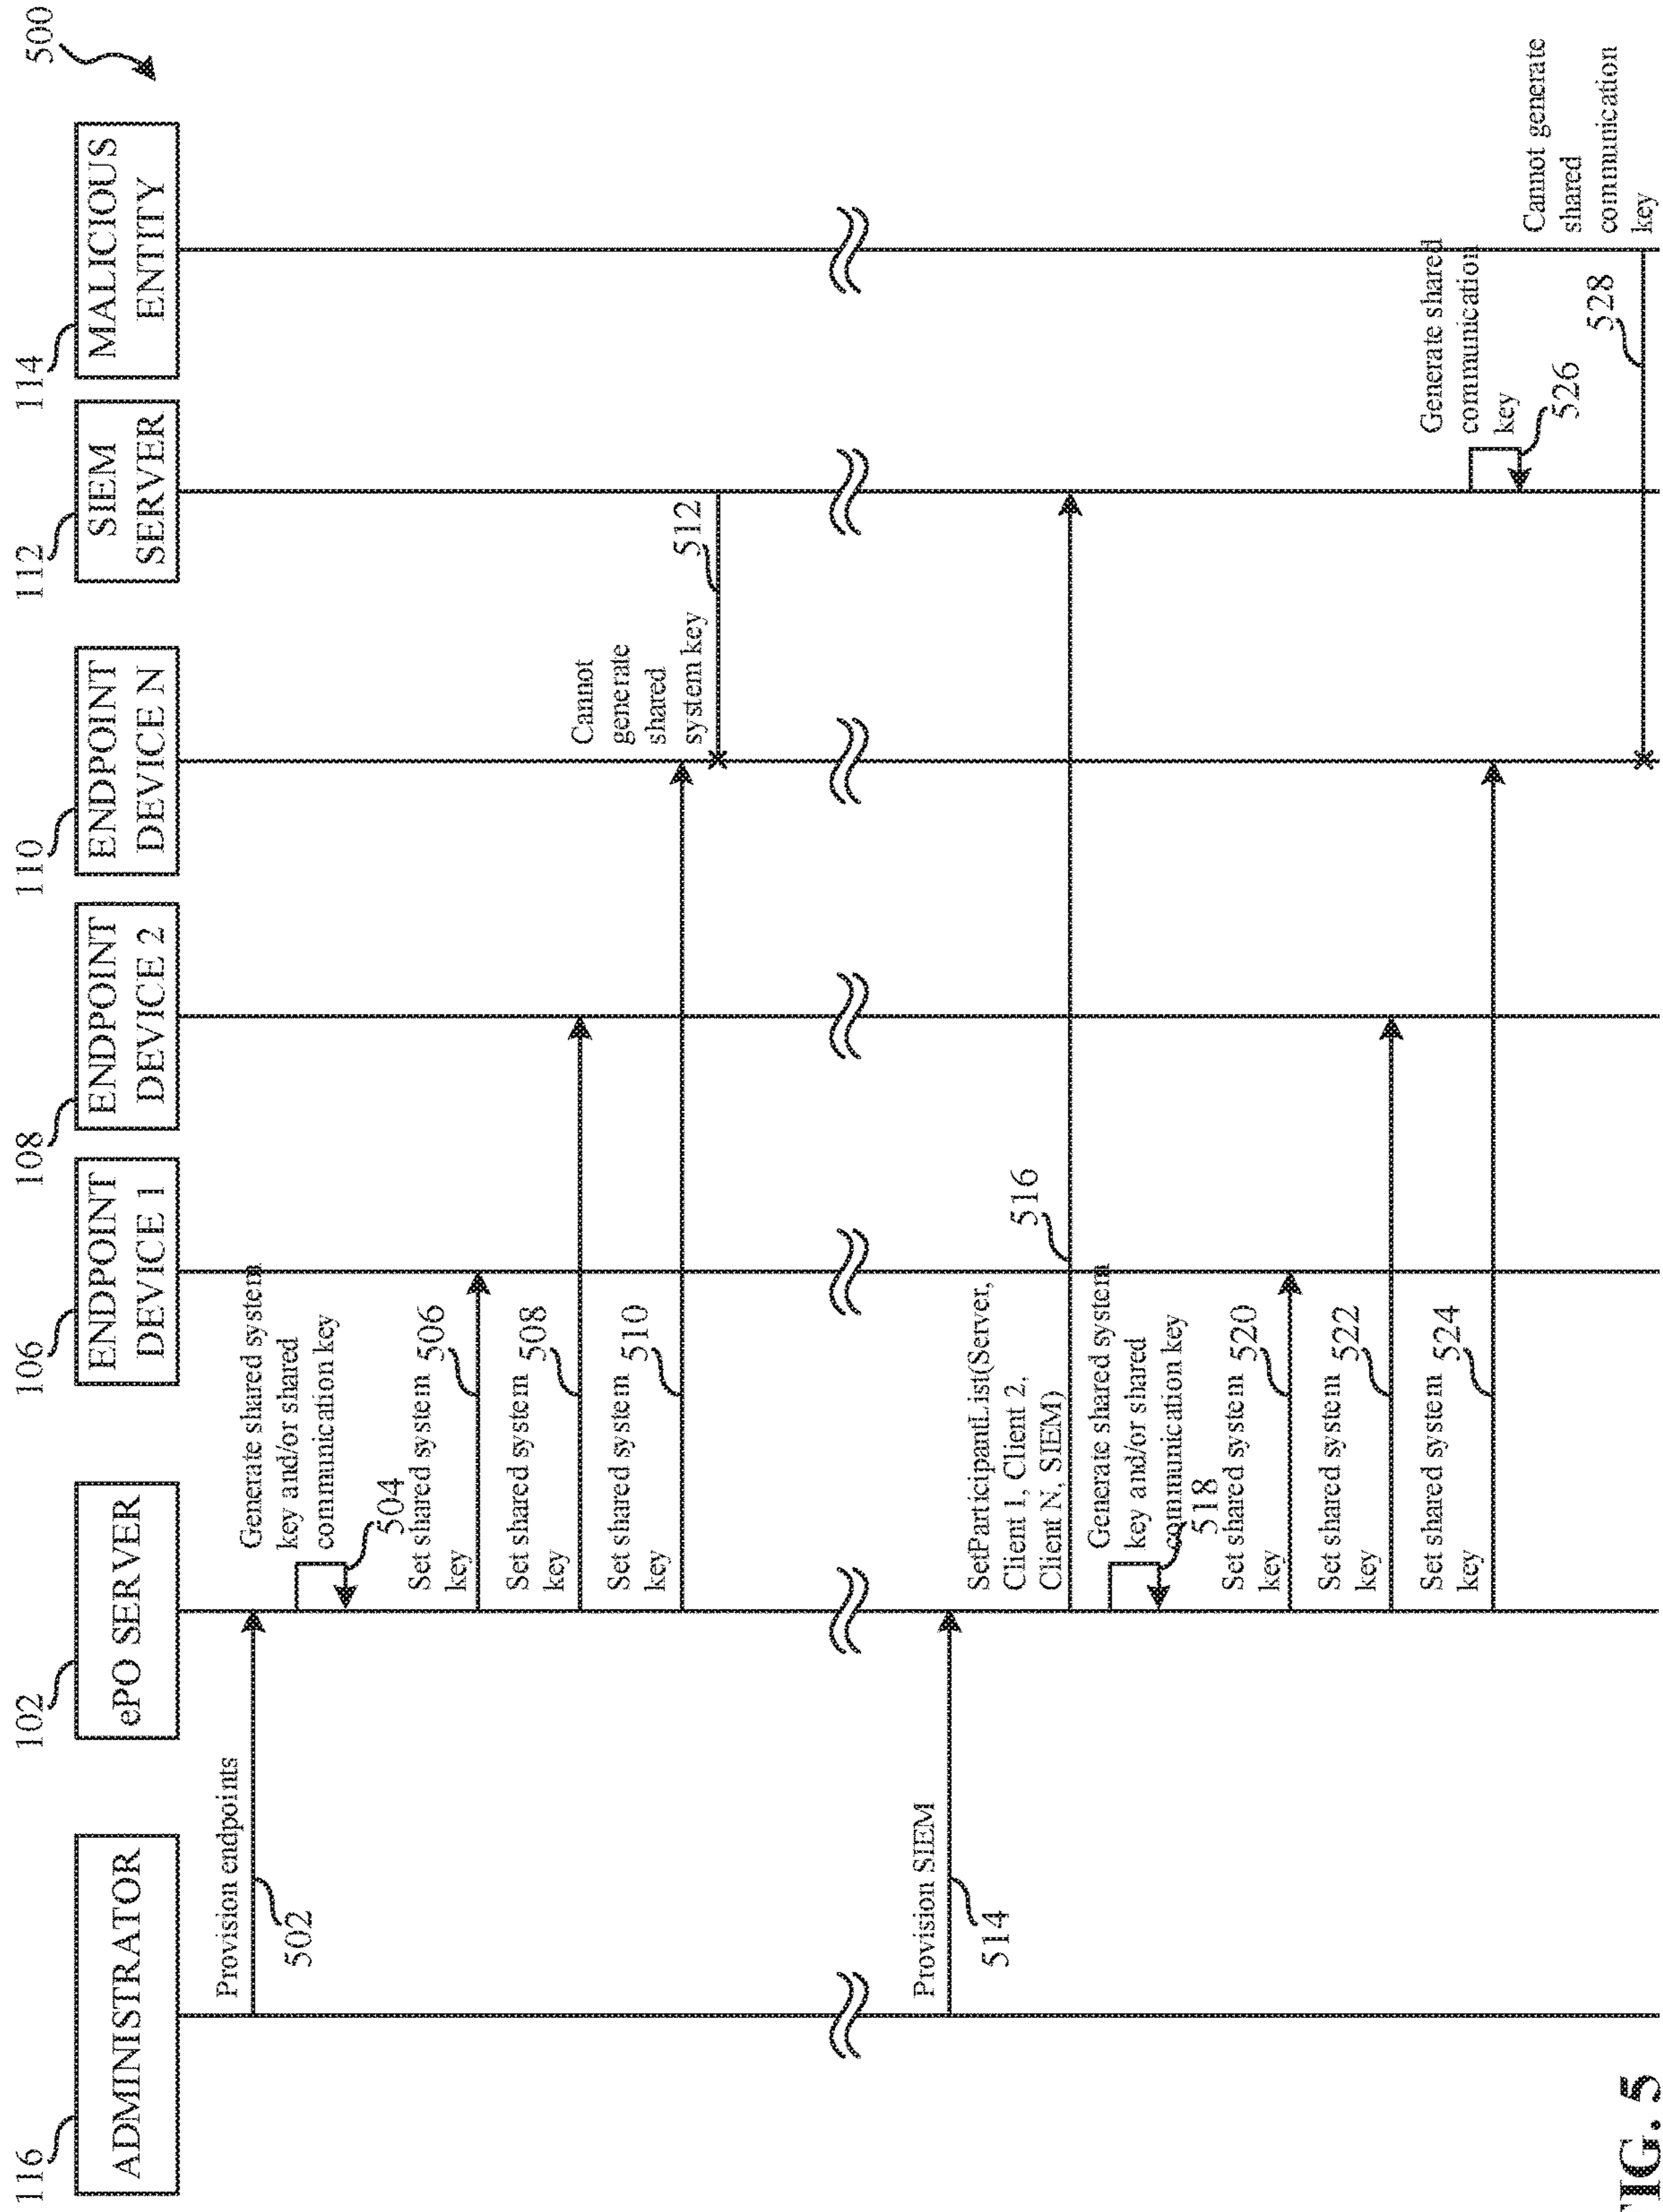 500
116
ADMINISTRATOR
102
ePO SERVER
106
ENDPOINT
DEVICE 1
108
ENDPOINT
DEVICE 2
110
ENDPOINT
DEVICE N
112
SIEM
SERVER
114
MALICIOUS
ENTITY
Provision endpoints
502
Generate shared system
key and/or shared
communication key
504
Set shared system
key
506
Set shared system
key
508
Set shared system
key
510
Cannot
generate
shared
system key
512
Provision SIEM
514
SetParticipantList(Server,
Client 1, Client 2,
Client N, SIEM)
516
Generate shared system
key and/or shared
communication key
518
Set shared system
key
520
Set shared system
key
522
Set shared system
key
524
Generate shared
communication
key
526
Cannot generate
shared
communication
key
528
FIG. 5